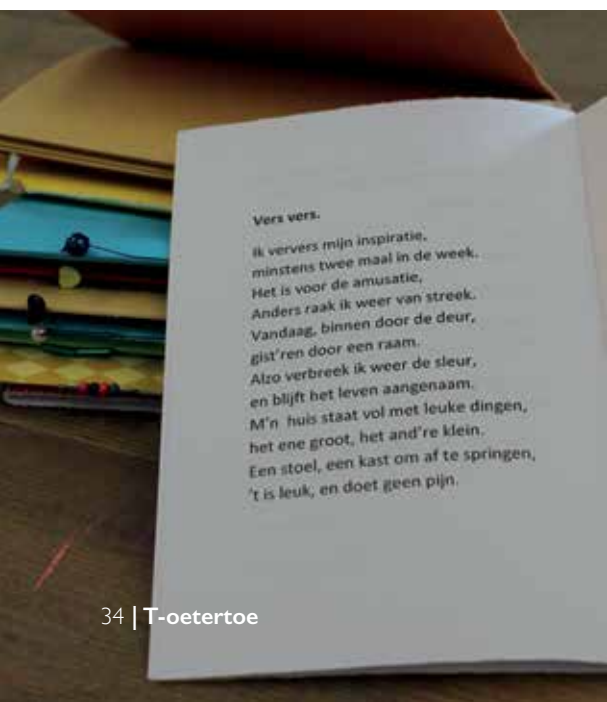 Vers vers.
Ik ververs mijn inspiratie,
minstens twee maal in de week.
Het is voor de amusatie,
Anders raak ik weer van streek.
Vandaag, binnen door de deur,
gist'ren door een raam.
Alzo verbreek ik weer de sleur,
en blijft het leven aangenaam.
M'n huis staat vol met leuke dingen,
het ene groot, het and're klein.
Een stoel, een kast om af te springen,
't is leuk, en doet geen pijn.
34 | T-oetertoe